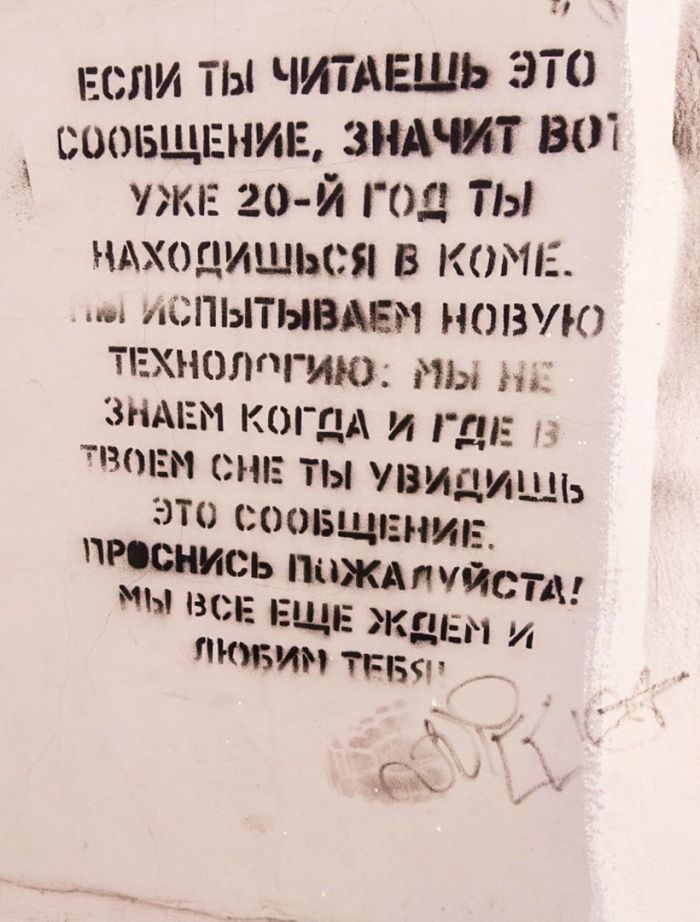 ЕСЛИ ТЫ ЧИТАЕШЬ ЭТО
СООБЩЕНИЕ, ЗНАЧИТ ВОТ
УЖЕ 20-Й ГОД ТЫ
НАХОДИШЬСЯ В КОМЕ.
МЫ ИСПЫТЫВАЕМ НОВУЮ
ТЕХНОЛОГИЮ: МЫ НЕ
ЗНАЕМ КОГДА И ГДЕ В
ТВОЕМ СНЕ ТЫ УВИДИШЬ
ЭТО СООБЩЕНИЕ.
ПРОСНИСЬ ПОЖАЛУЙСТА!
МЫ ВСЕ ЕЩЕ ЖДЕМ И
ЛЮБИМ ТЕБЯ!